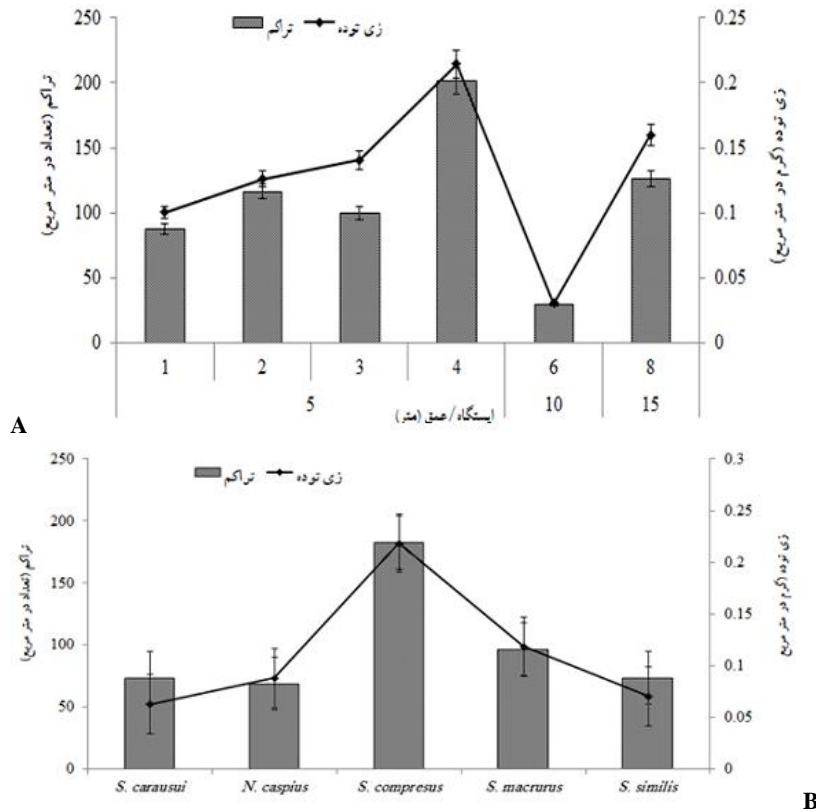 تراکم زی توده
250 0.25
200 0.2
150 0.15
100 0.1
50 0.05
0 0
تراکم (تعداد در متر مربع)
زی توده (گرم در متر مربع)
1 2 3 4 6 8
5 10 15
ایستگاه/عمق (متر)
A
تراکم زی توده
250 0.3
200 0.25
150 0.2
100 0.15
50 0.1
0 0.05
0
تراکم (تعداد در متر مربع)
زی توده (گرم در متر مربع
S. carausui N. caspius S. compresus S. macrurus S. similis
B